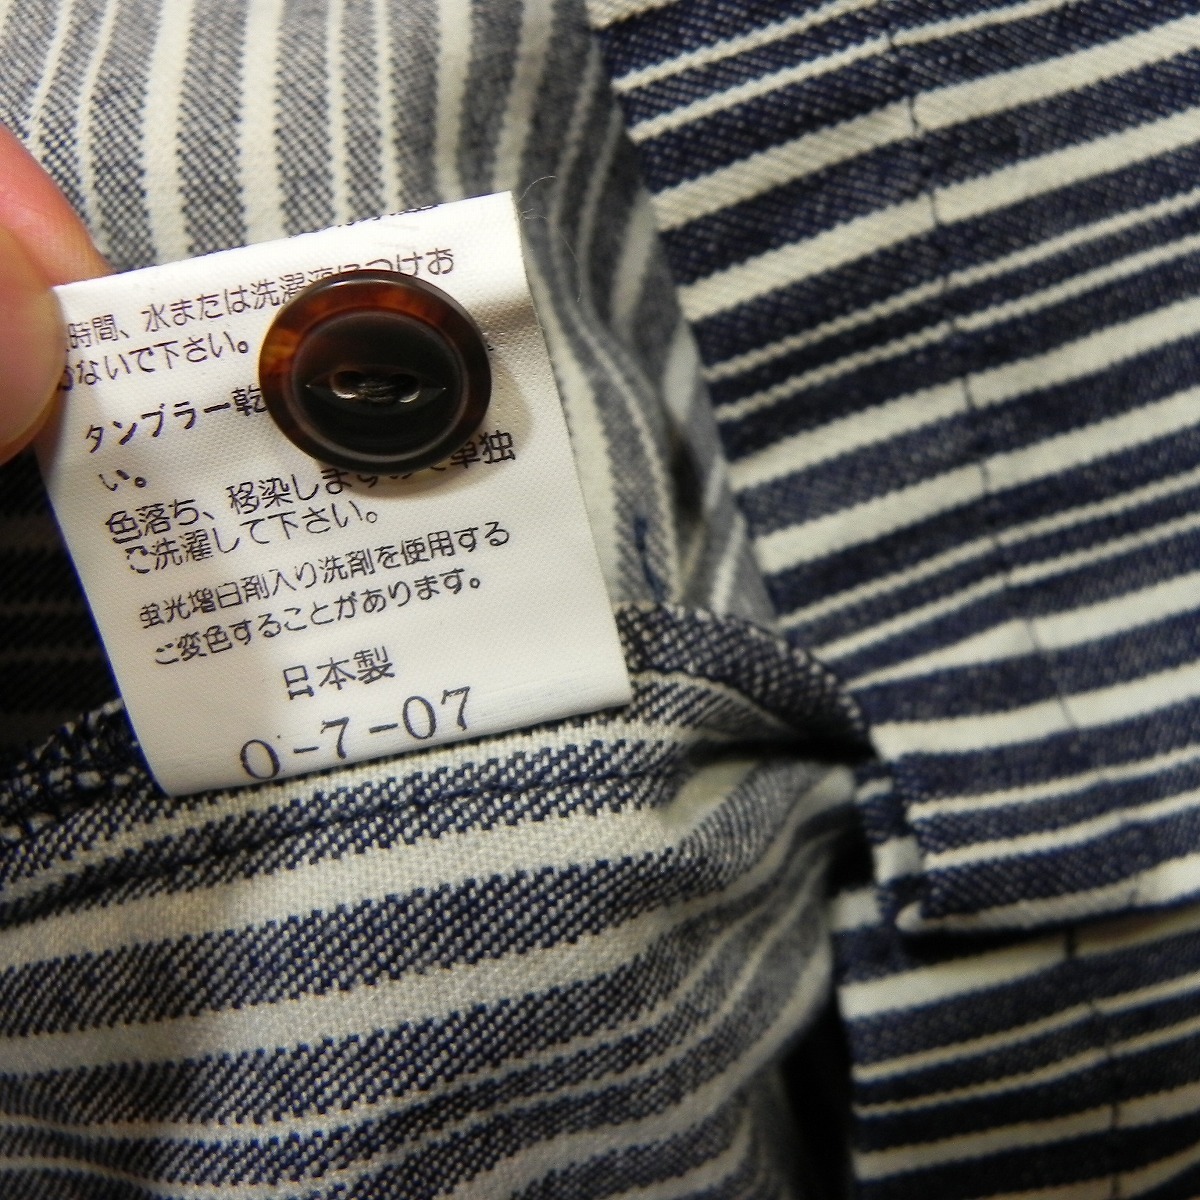 時間、水または洗濯液につけお
かないで下さい。
タンブラー乾
い。
色落ち、移染しますので単独
ご洗濯して下さい。
蛍光増白剤入り洗剤を使用する
ご変色することがあります。
日本製
0-7-07